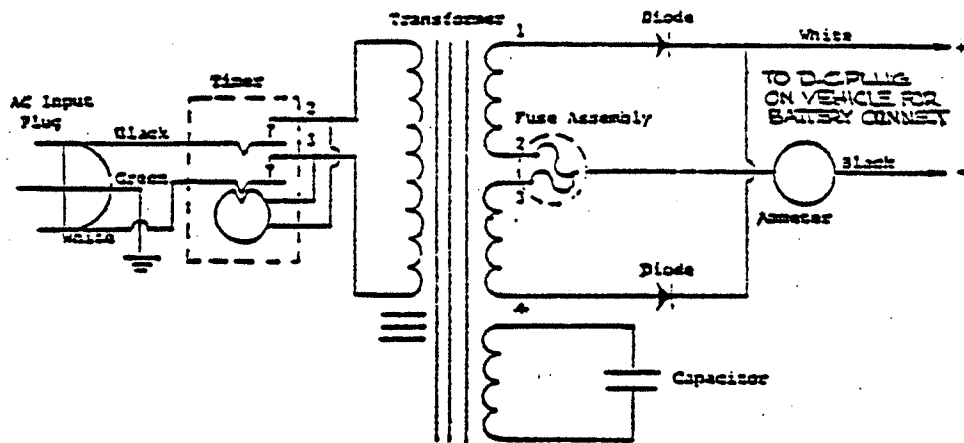 Transformer
1
Diode
White
+
Timer
TO D-C PLUG
ON VEHICLE FOR
BATTERY CONNECT
AC Input
Plug
2
Fuse Assembly
Black
3
2
Black
Green
3
-
White
Ammeter
Diode
4
Capacitor